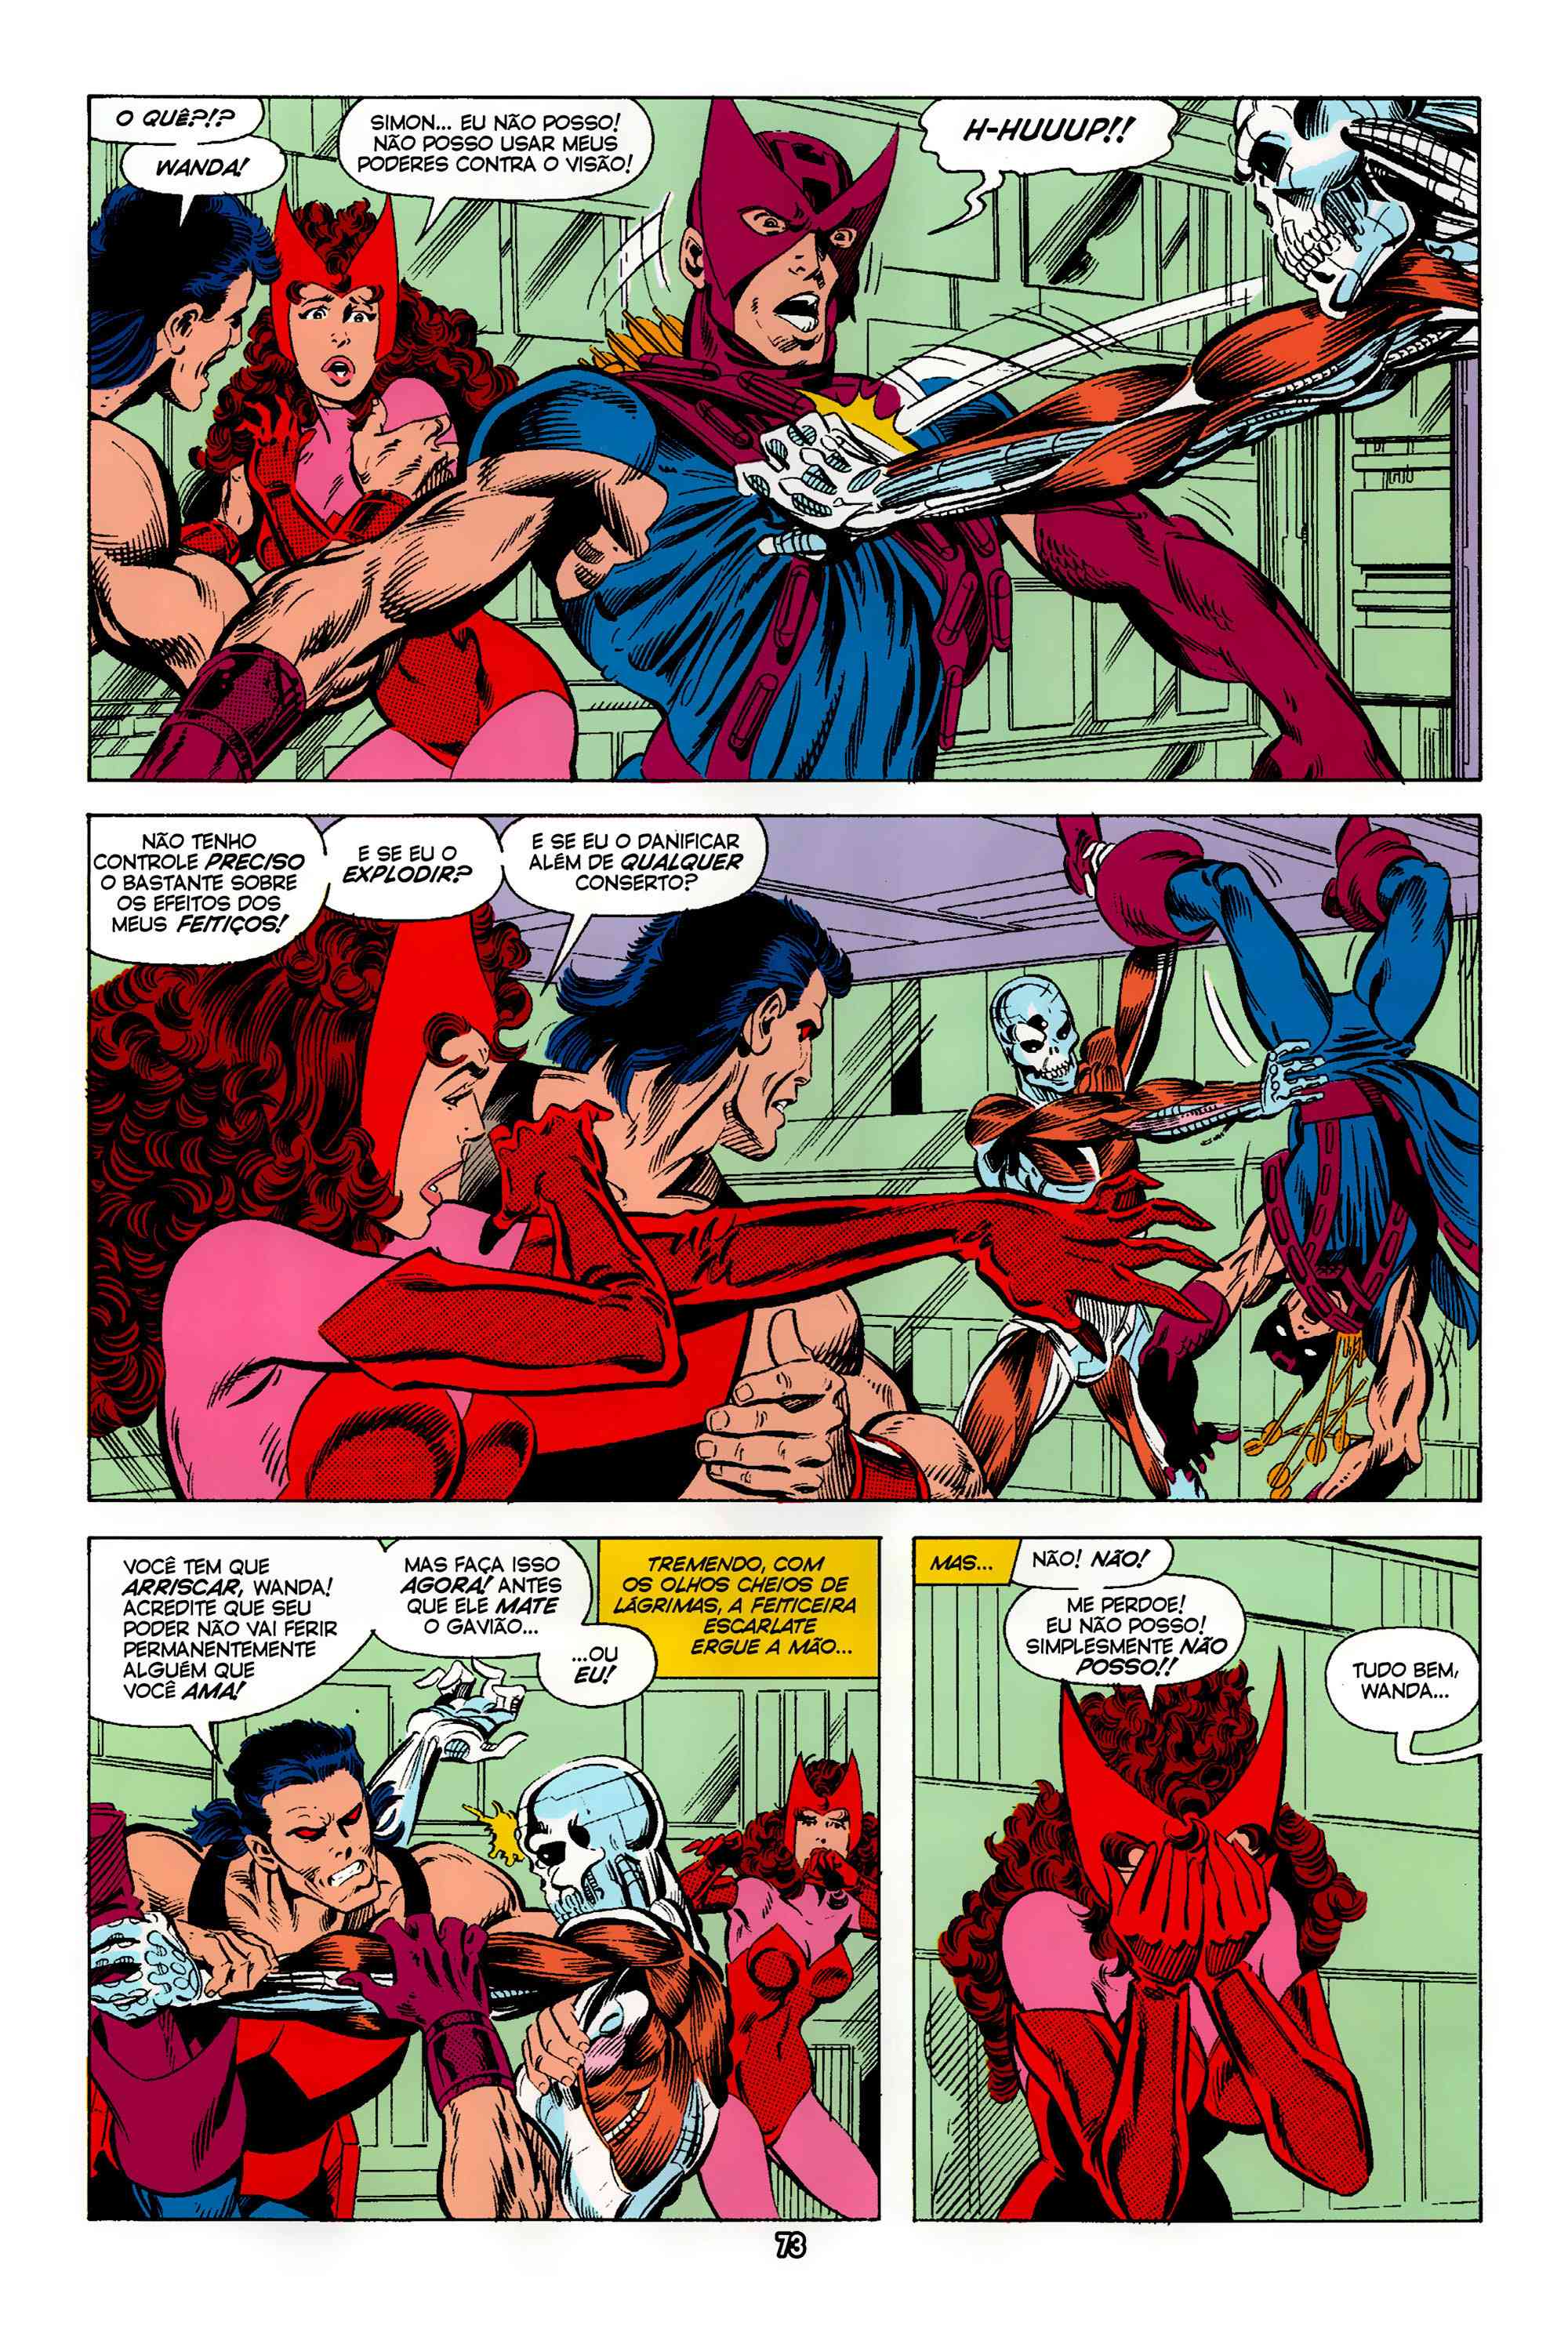 O QUÊ?!?
WANDA!
SIMON... EU NÃO POSSO!
NÃO POSSO USAR MEUS
PODERES CONTRA O VISÃO!
H-HUUUP!!
NÃO TENHO
CONTROLE PRECISO
O BASTANTE SOBRE
OS EFEITOS DOS
MEUS FEITIÇOS!
E SE EU O
EXPLODIR?
E SE EU O DANIFICAR
ALÉM DE QUALQUER
CONSERTO?
VOCÊ TEM QUE
ARRISCAR, WANDA!
ACREDITE QUE SEU
PODER NÃO VAI FERIR
PERMANENTEMENTE
ALGUÉM QUE
VOCÊ AMA!
MAS FAÇA ISSO
AGORA! ANTES
QUE ELE MATE
O GAVIÃO...
...OU
EU!
TREMENDO, COM
OS OLHOS CHEIOS DE
LÁGRIMAS, A FEITICEIRA
ESCARLATE
ERGUE A MÃO...
MAS...
NÃO! NÃO!
ME PERDOE!
EU NÃO POSSO!
SIMPLESMENTE NÃO
POSSO!!
TUDO BEM,
WANDA...
73